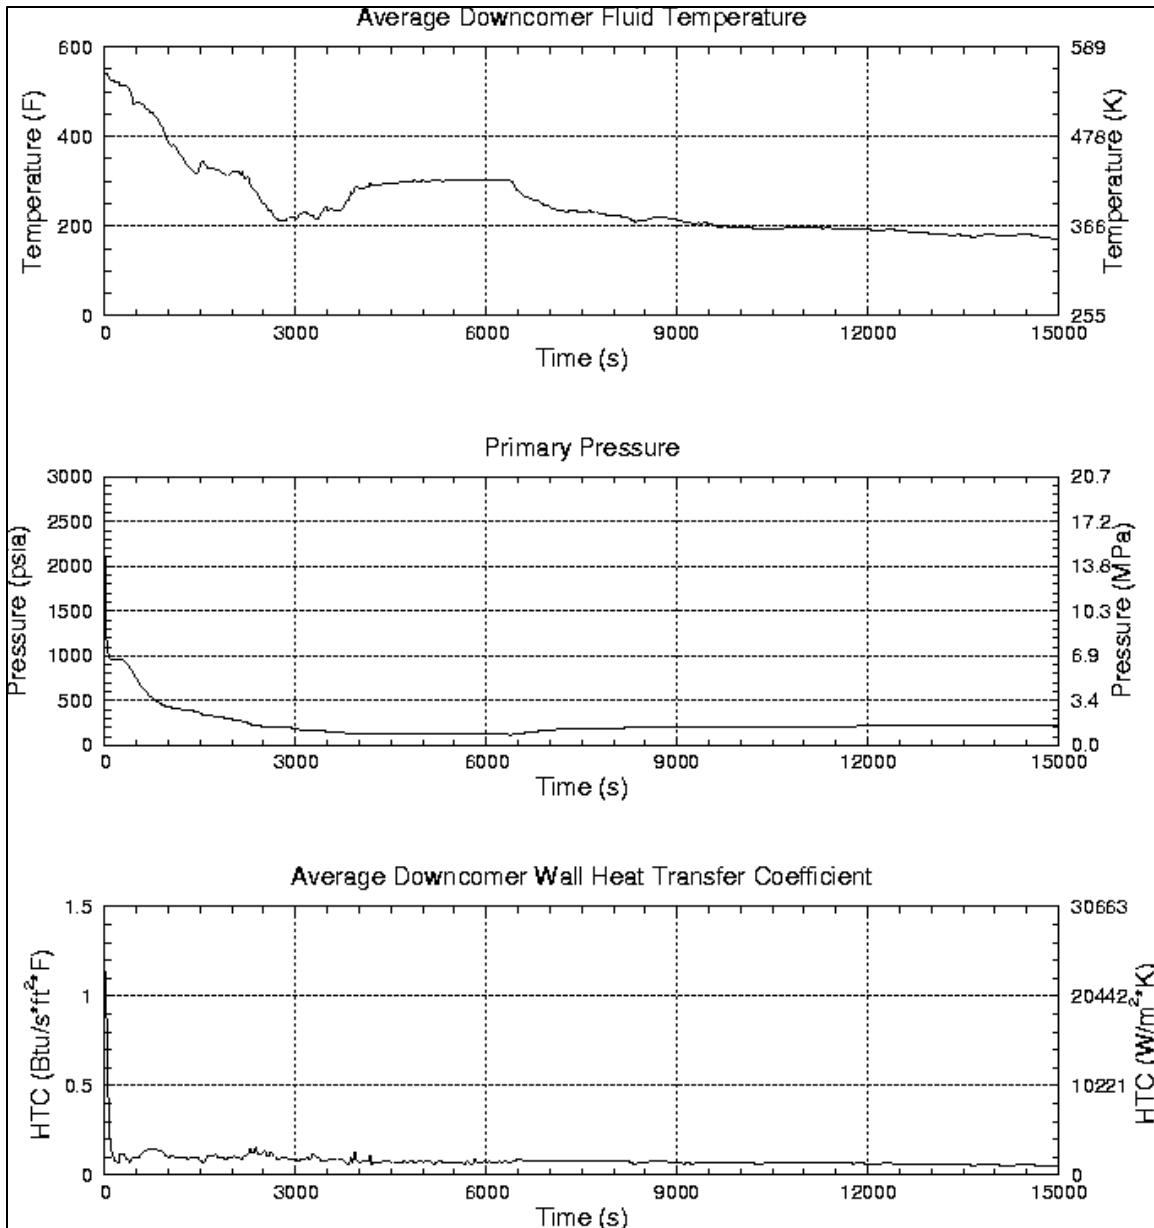 Average Downcomer Fluid Temperature
Temperature (F)
600
400
200
0
589
478
366
255
Temperature (K)
0 3000 6000 9000 12000 15000
Time (s)
Primary Pressure
Pressure (psia)
3000
2500
2000
1500
1000
500
0
20.7
17.2
13.8
10.3
6.9
3.4
0.0
Pressure (MPa)
0 3000 6000 9000 12000 15000
Time (s)
Average Downcomer Wall Heat Transfer Coefficient
HTC (Btu/s*ft²*F)
1.5
1
0.5
0
30663
20442
10221
0
HTC (W/m²*K)
0 3000 6000 9000 12000 15000
Time (s)